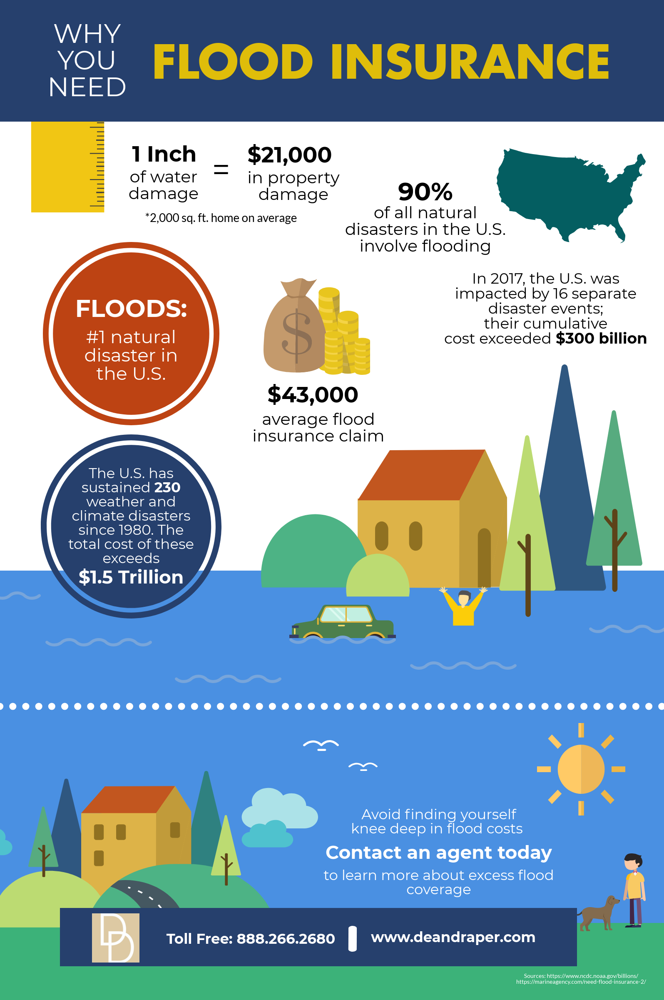 WHY
YOU
NEED
FLOOD INSURANCE
1 Inch
of water
damage
=
$21,000
in property
damage
*2,000 sq. ft. home on average
90%
of all natural
disasters in the U.S.
involve flooding
FLOODS:
#1 natural
disaster in
the U.S.
$
$43,000
average flood
insurance claim
In 2017, the U.S. was
impacted by 16 separate
disaster events;
their cumulative
cost exceeded $300 billion
The U.S. has
sustained 230
weather and
climate disasters
since 1980. The
total cost of these
exceeds
$1.5 Trillion
Avoid finding yourself
knee deep in flood costs
Contact an agent today
to learn more about excess flood
coverage
DD
Toll Free: 888.266.2680
www.deandraper.com
Sources: https://www.ncdc.noaa.gov/billions/
https://marineagency.com/need-flood-insurance-2/